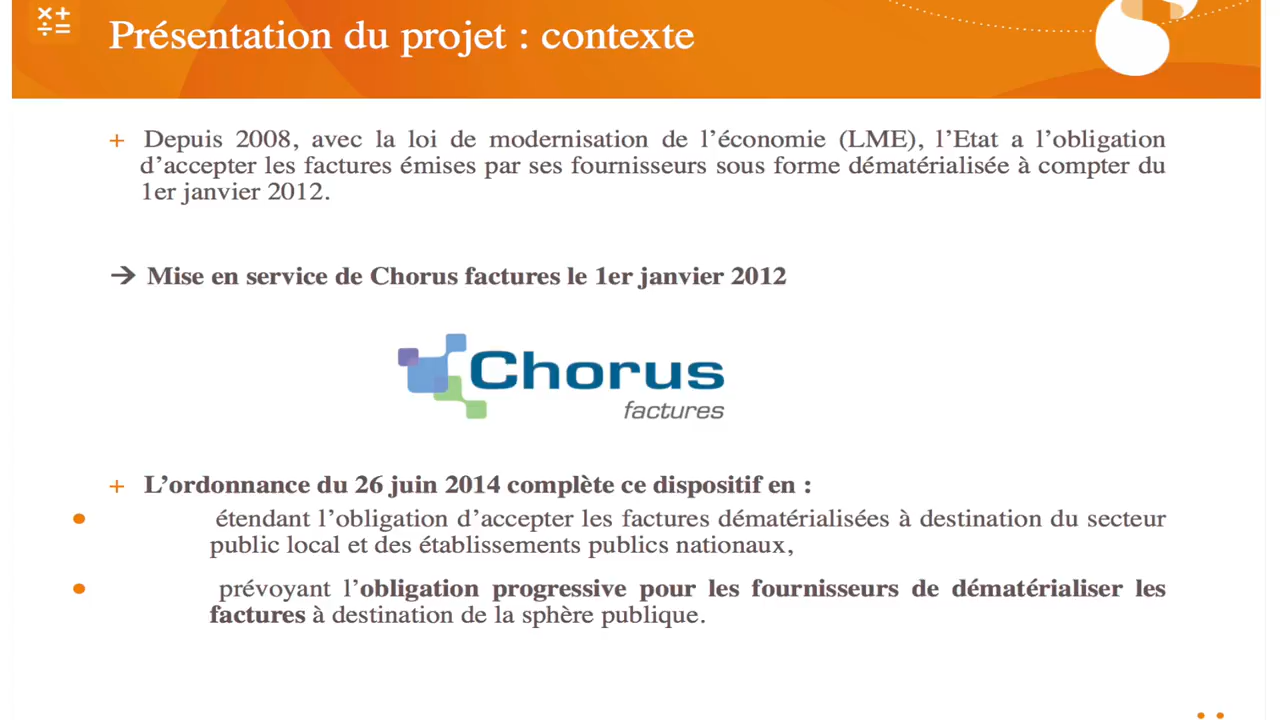 Présentation du projet : contexte
+ Depuis 2008, avec la loi de modernisation de l’économie (LME), l’Etat a l’obligation
d’accepter les factures émises par ses fournisseurs sous forme dématérialisée à compter du
1er janvier 2012.
→ Mise en service de Chorus factures le 1er janvier 2012
Chorus
factures
+ L’ordonnance du 26 juin 2014 complète ce dispositif en :
• étendant l’obligation d’accepter les factures dématérialisées à destination du secteur
public local et des établissements publics nationaux,
• prévoyant l’obligation progressive pour les fournisseurs de dématérialiser les
factures à destination de la sphère publique.